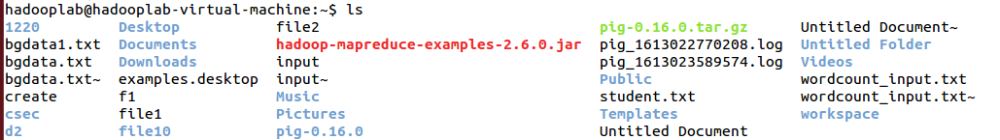 hadooplab@hadooplab-virtual-machine:~$ ls
1220 Desktop file2 pig-0.16.0.tar.gz Untitled Document~
bgdata1.txt Documents hadoop-mapreduce-examples-2.6.0.jar pig_1613022770208.log Untitled Folder
bgdata.txt Downloads input pig_1613023589574.log Videos
bgdata.txt~ examples.desktop input~ Public wordcount_input.txt
create f1 Music student.txt wordcount_input.txt~
csec file1 Pictures Templates workspace
d2 file10 pig-0.16.0 Untitled Document